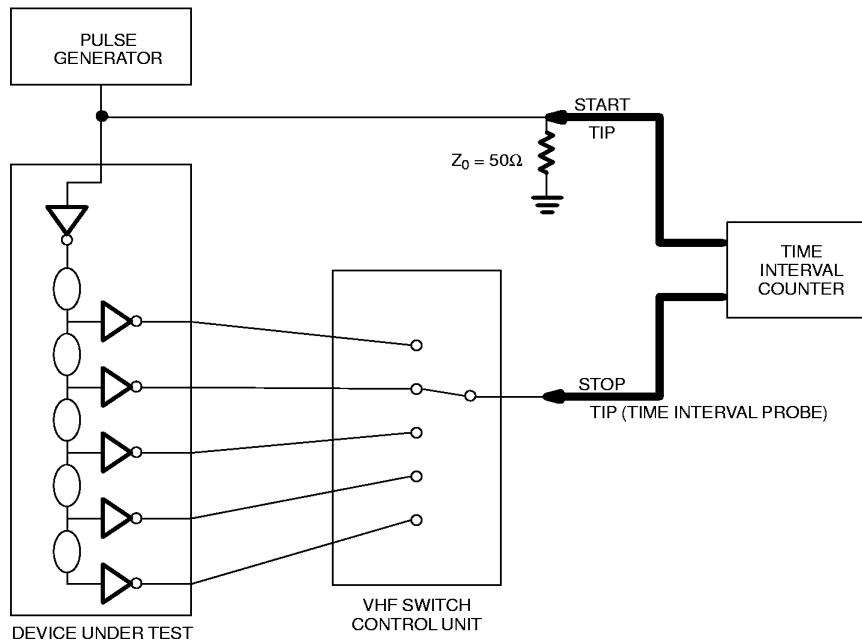 PULSE
GENERATOR
START
TIP
Z₀ = 50Ω
TIME
INTERVAL
COUNTER
STOP
TIP (TIME INTERVAL PROBE)
VHF SWITCH
CONTROL UNIT
DEVICE UNDER TEST